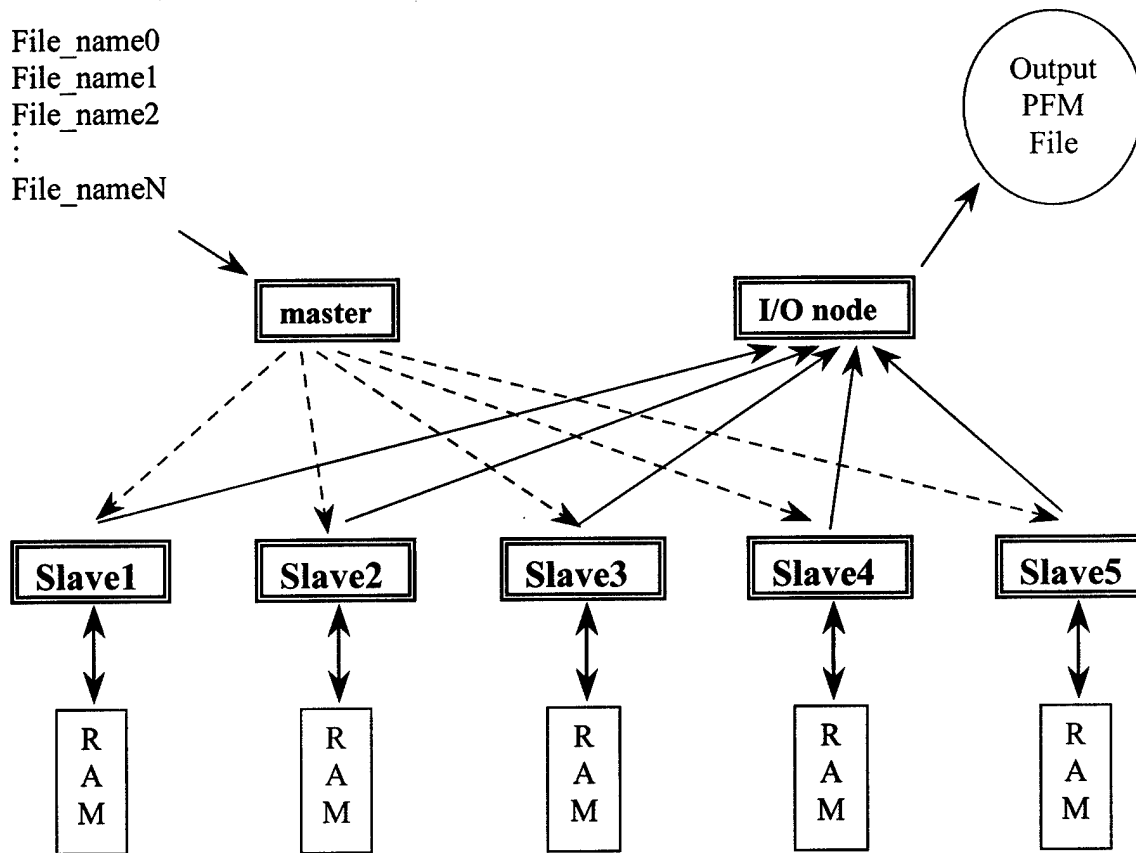 File_name0
File_name1
File_name2
:
:
File_nameN
Output
PFM
File
master
I/O node
Slave1
Slave2
Slave3
Slave4
Slave5
R
A
M
R
A
M
R
A
M
R
A
M
R
A
M